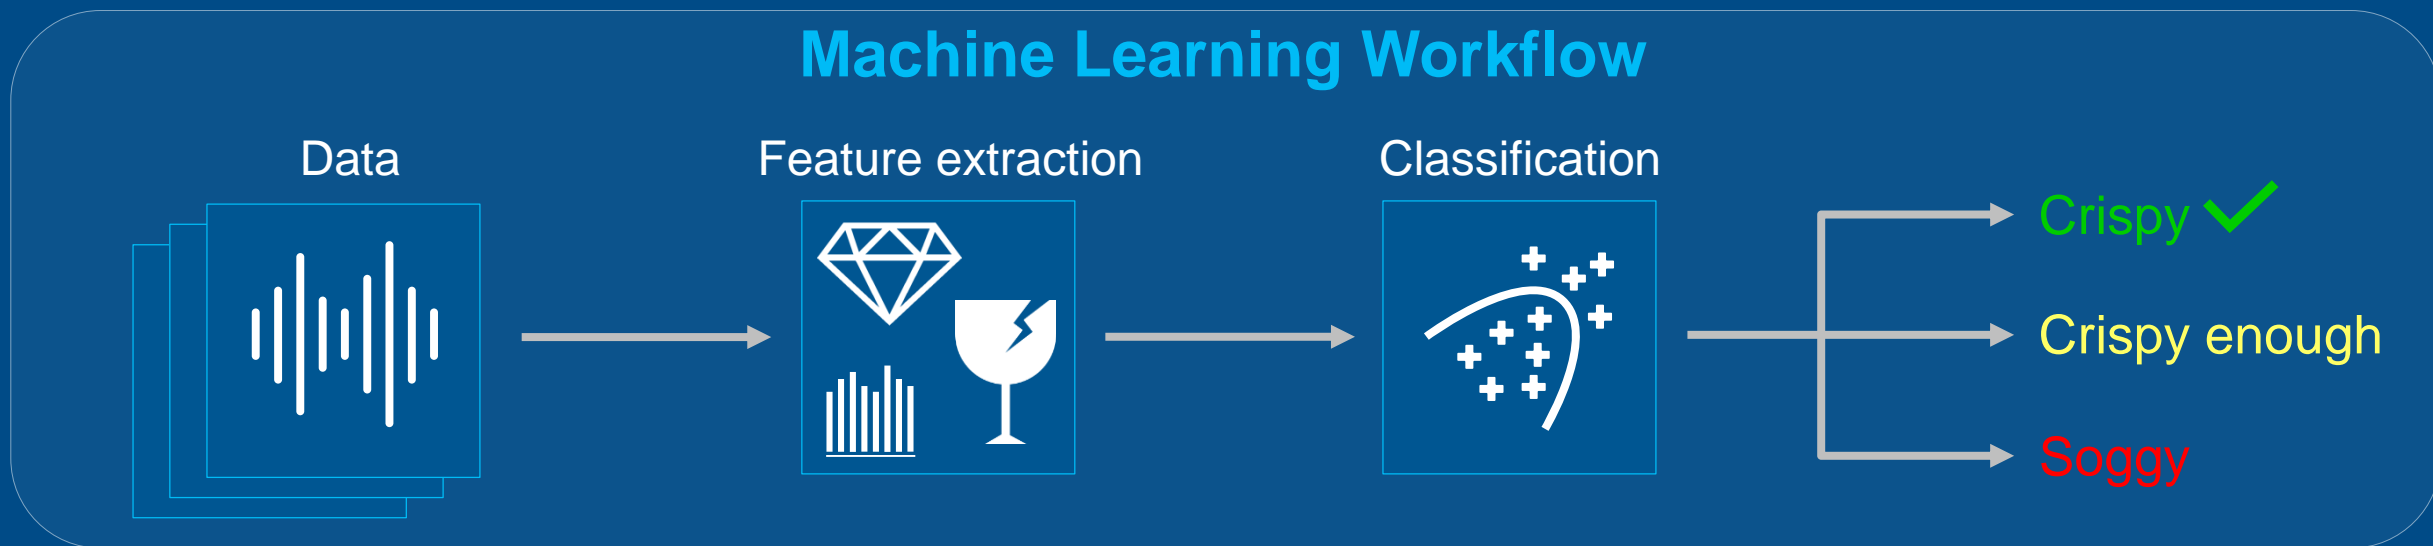 Machine Learning Workflow
Data
Feature extraction
Classification
Crispy
Crispy enough
Soggy